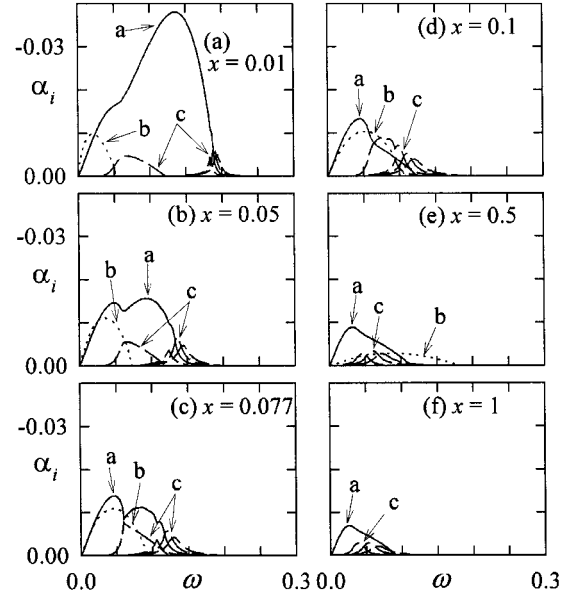 -0.03
α_i
0.00
a
b
c
(a)
x = 0.01
(d) x = 0.1
a
b
c
-0.03
α_i
0.00
(b) x = 0.05
b
a
c
(e) x = 0.5
a
c
b
-0.03
α_i
0.00
(c) x = 0.077
a
b
c
(f) x = 1
a
c
0.0
ω
0.3
0.0
ω
0.3